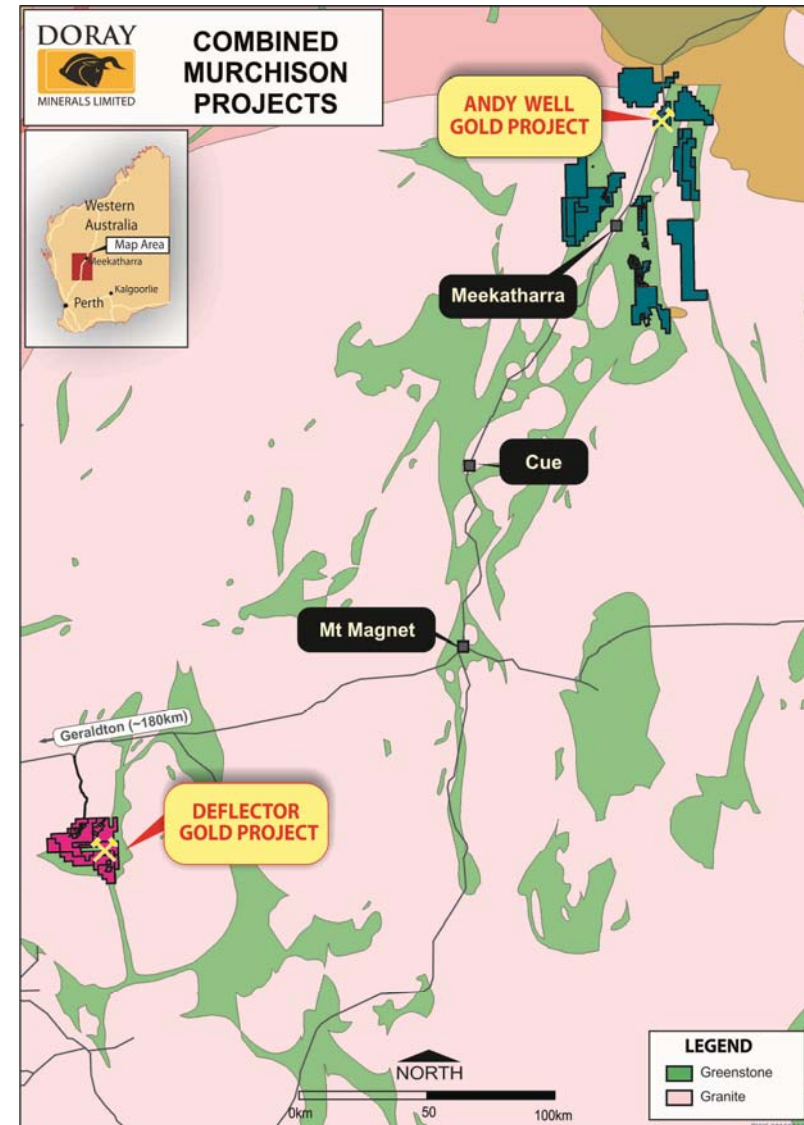 DORAY
MINERALS LIMITED
COMBINED
MURCHISON
PROJECTS
ANDY WELL
GOLD PROJECT
Western
Australia
Map Area
Meekatharra
Kalgoorlie
Perth
Meekatharra
Cue
Mt Magnet
Geraldton (~180km)
DEFLECTOR
GOLD PROJECT
NORTH
0km
50
100km
LEGEND
Greenstone
Granite